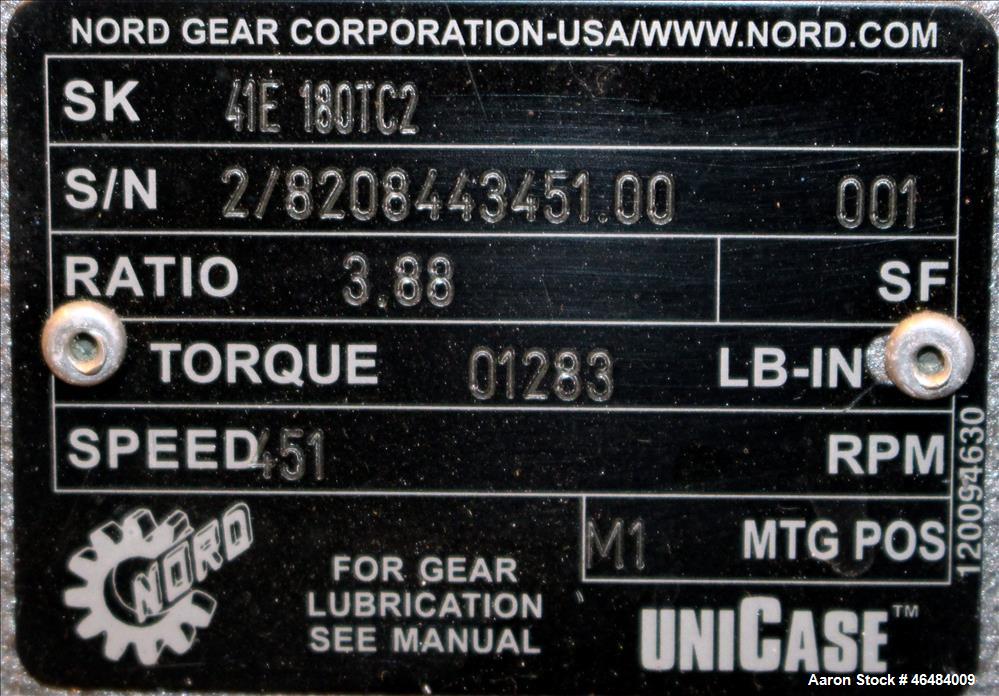 NORD GEAR CORPORATION-USA/WWW.NORD.COM
SK 41E 180TC2
S/N 2/8208443451.00 001
RATIO 3.88 SF
TORQUE 01283 LB-IN
SPEED 451 RPM
M1 MTG POS
120094630
NORD
FOR GEAR
LUBRICATION
SEE MANUAL
UNICASE™
Aaron Stock # 46484009